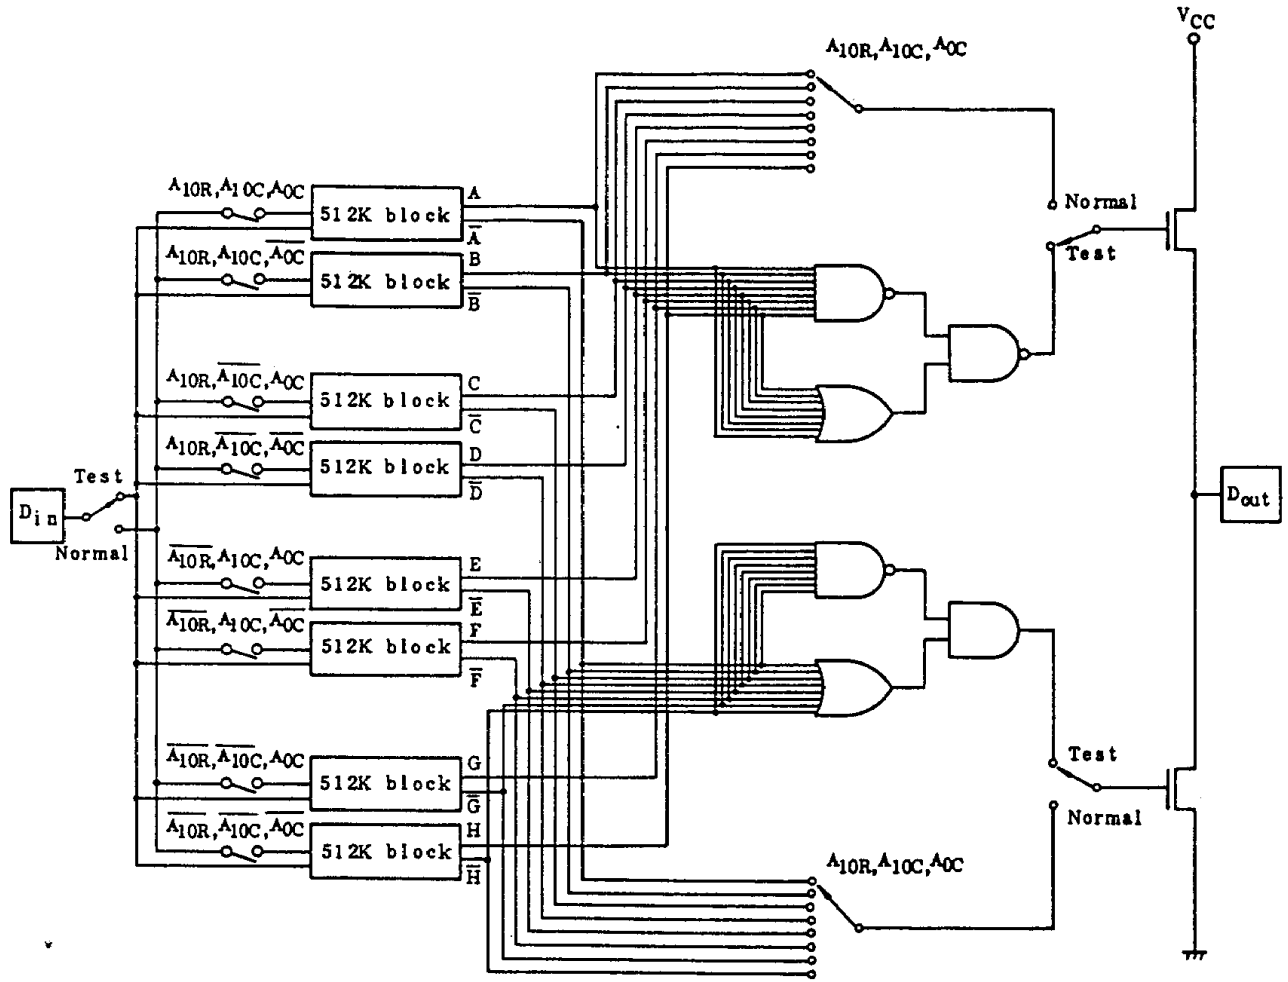 V̅CC
A10R, A10C, A0C
A10R, A10C, A0C
512K block
A
A̅
Normal
Test
A10R, A10C, A̅0̅C̅
512K block
B
B̅
A10R, A̅1̅0̅C̅, A0C
512K block
C
C̅
A10R, A̅1̅0̅C̅, A̅0̅C̅
512K block
D
D̅
Test
Din
Normal
Dout
A̅1̅0̅R̅, A10C, A0C
512K block
E
E̅
A̅1̅0̅R̅, A10C, A̅0̅C̅
512K block
F
F̅
A̅1̅0̅R̅, A̅1̅0̅C̅, A0C
512K block
G
G̅
Test
Normal
A̅1̅0̅R̅, A̅1̅0̅C̅, A̅0̅C̅
512K block
H
H̅
A10R, A10C, A0C